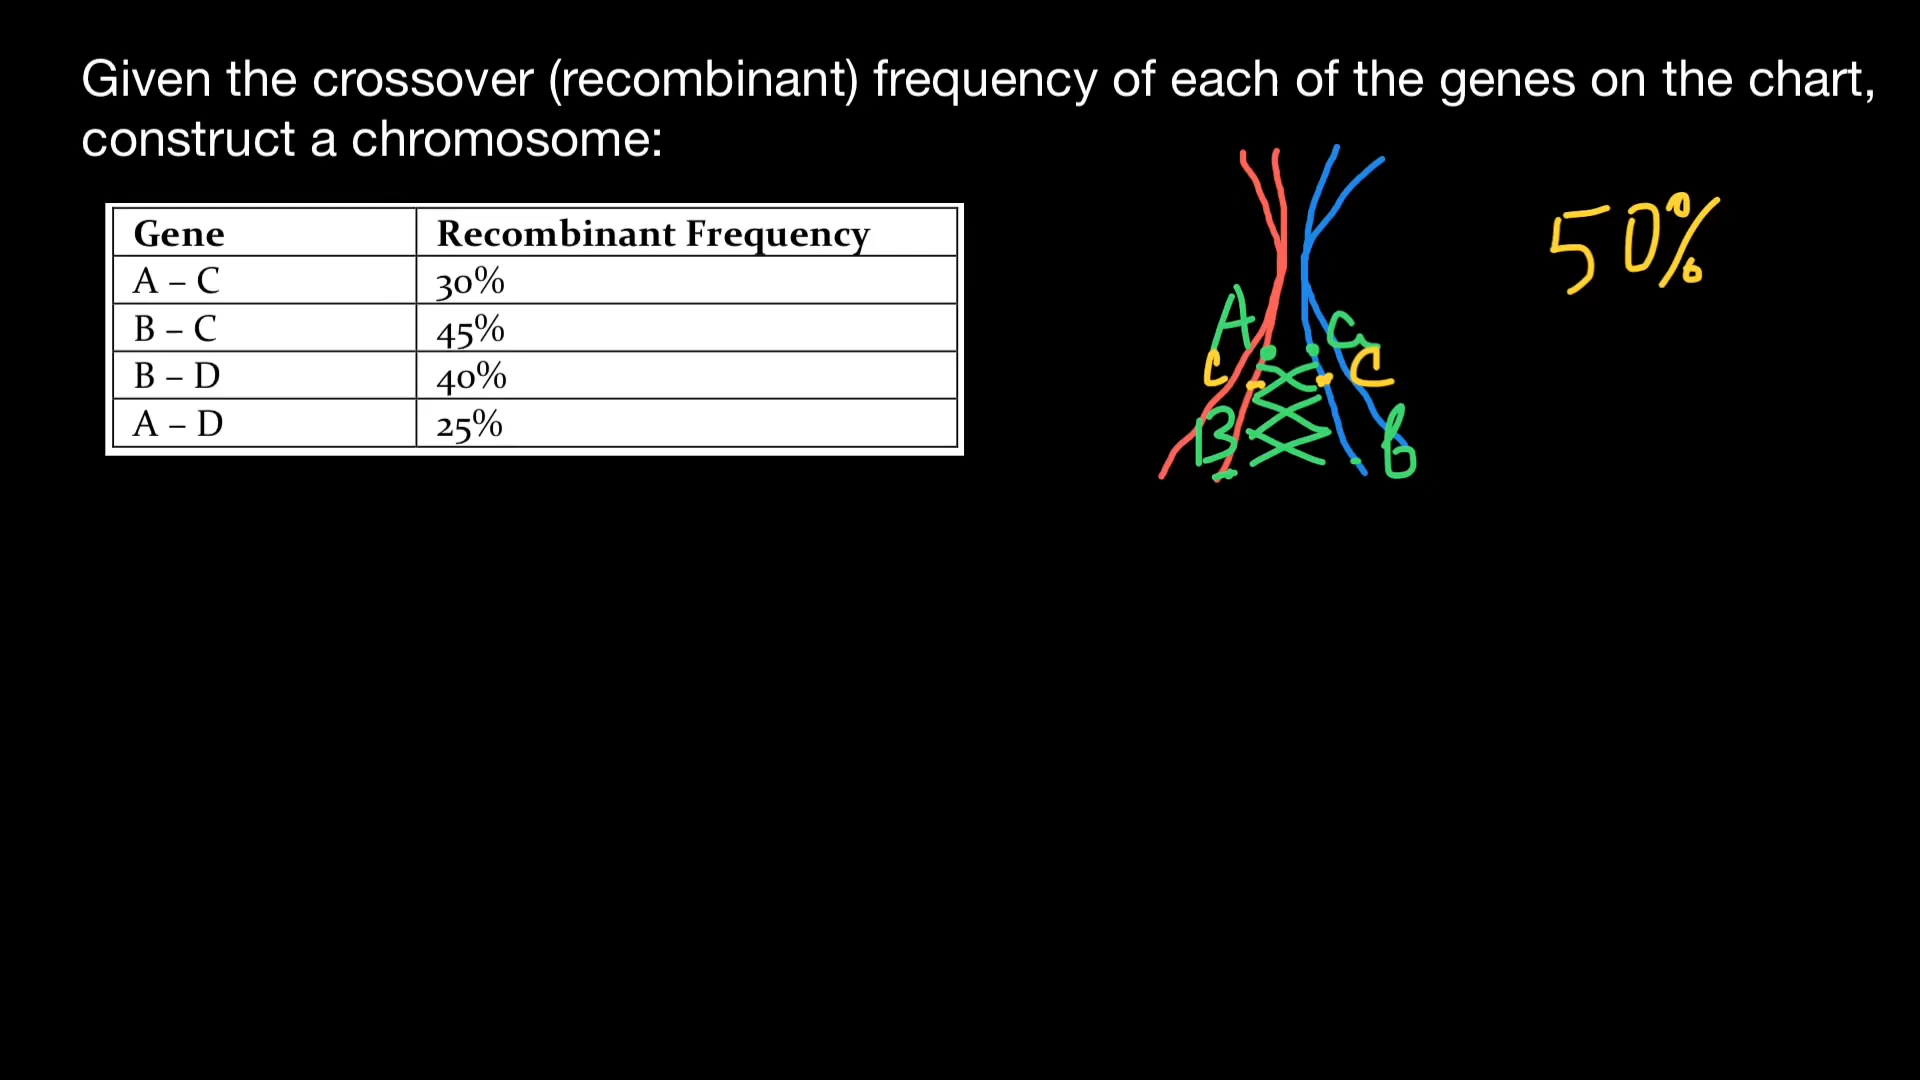 Given the crossover (recombinant) frequency of each of the genes on the chart,
construct a chromosome:
Gene Recombinant Frequency
A – C 30%
B – C 45%
B – D 40%
A – D 25%
50%
A
C C
B B